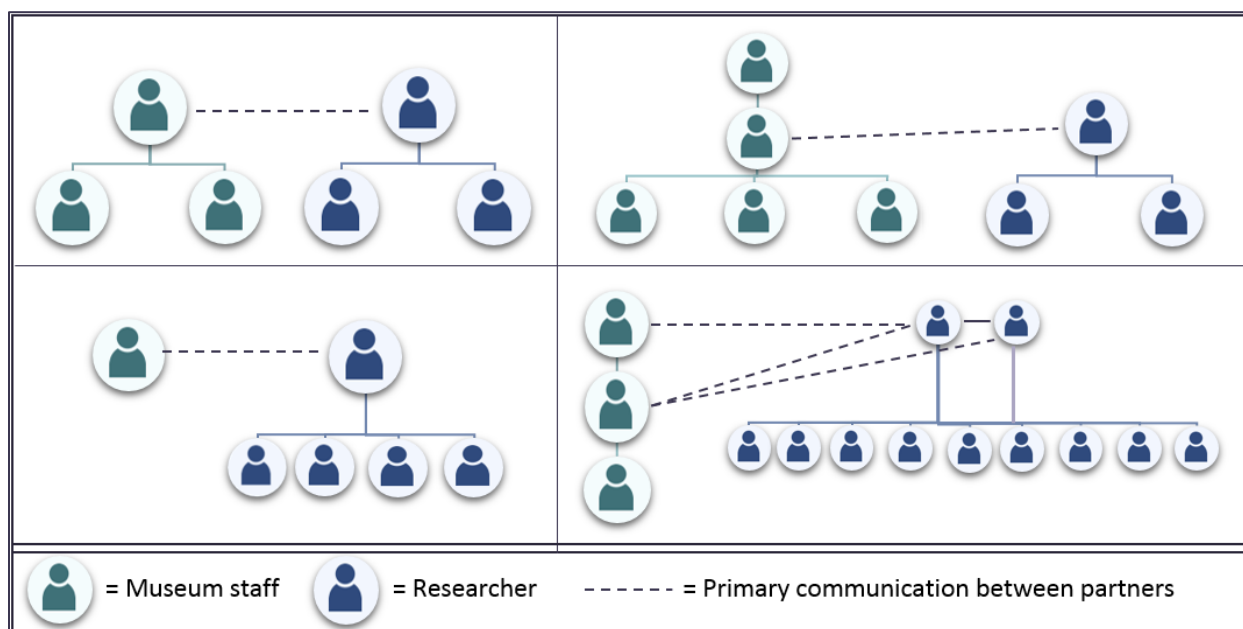 = Museum staff = Researcher = Primary communication between partners